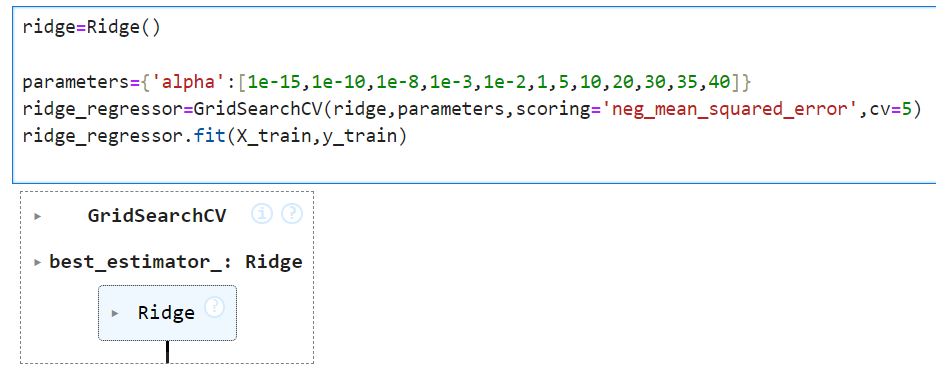 ridge=Ridge()
parameters={'alpha':[1e-15,1e-10,1e-8,1e-3,1e-2,1,5,10,20,30,35,40]}
ridge_regressor=GridSearchCV(ridge,parameters,scoring='neg_mean_squared_error',cv=5)
ridge_regressor.fit(X_train,y_train)
▸ GridSearchCV i ?
▸ best_estimator_: Ridge
▸ Ridge ?